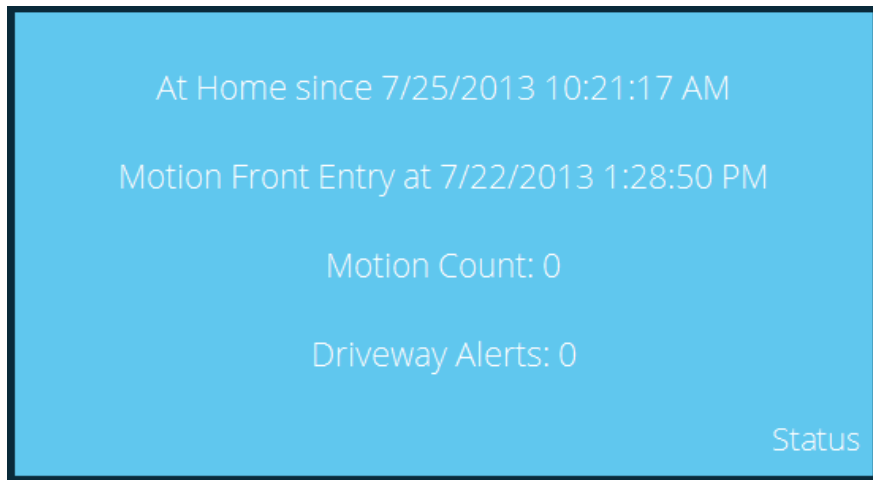 At Home since 7/25/2013 10:21:17 AM
Motion Front Entry at 7/22/2013 1:28:50 PM
Motion Count: 0
Driveway Alerts: 0
Status